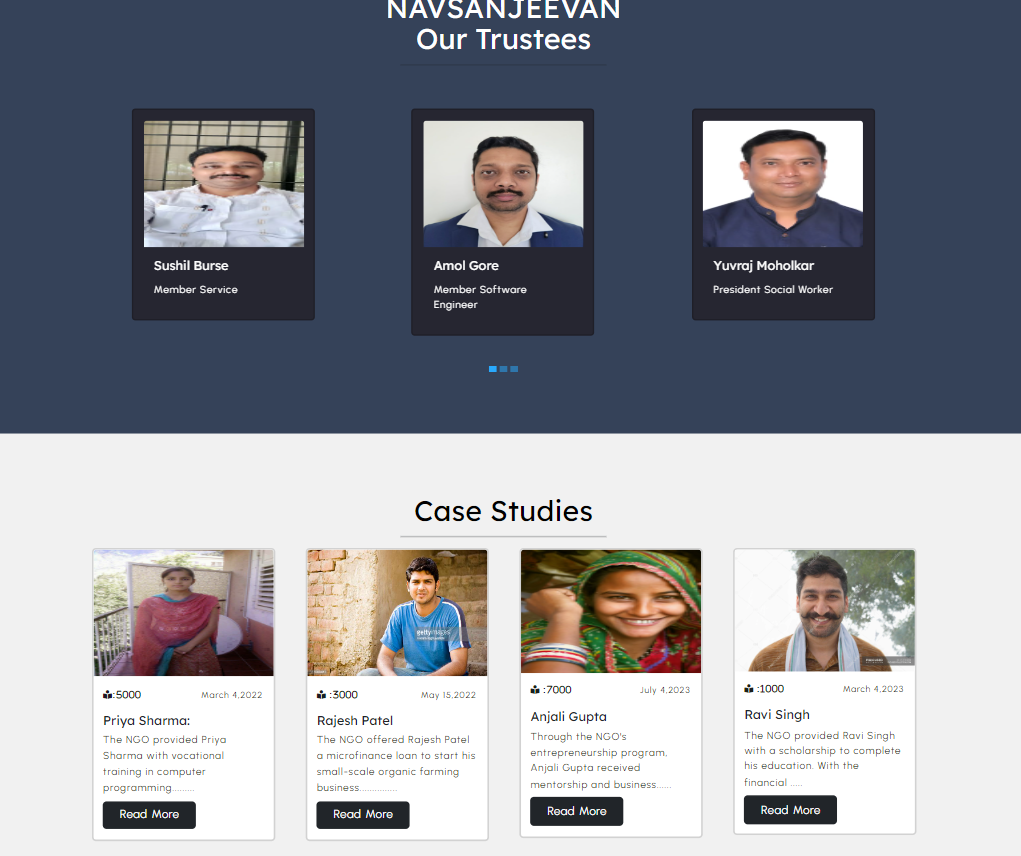 NAVSANJEEVAN
Our Trustees
Sushil Burse
Member Service
Amol Gore
Member Software
Engineer
Yuvraj Moholkar
President Social Worker
Case Studies
:5000 March 4,2022
Priya Sharma:
The NGO provided Priya
Sharma with vocational
training in computer
programming.........
Read More
gettyimages
:3000 May 15,2022
Rajesh Patel
The NGO offered Rajesh Patel
a microfinance loan to start his
small-scale organic farming
business...............
Read More
:7000 July 4,2023
Anjali Gupta
Through the NGO's
entrepreneurship program,
Anjali Gupta received
mentorship and business......
Read More
:1000 March 4,2023
Ravi Singh
The NGO provided Ravi Singh
with a scholarship to complete
his education. With the
financial .....
Read More